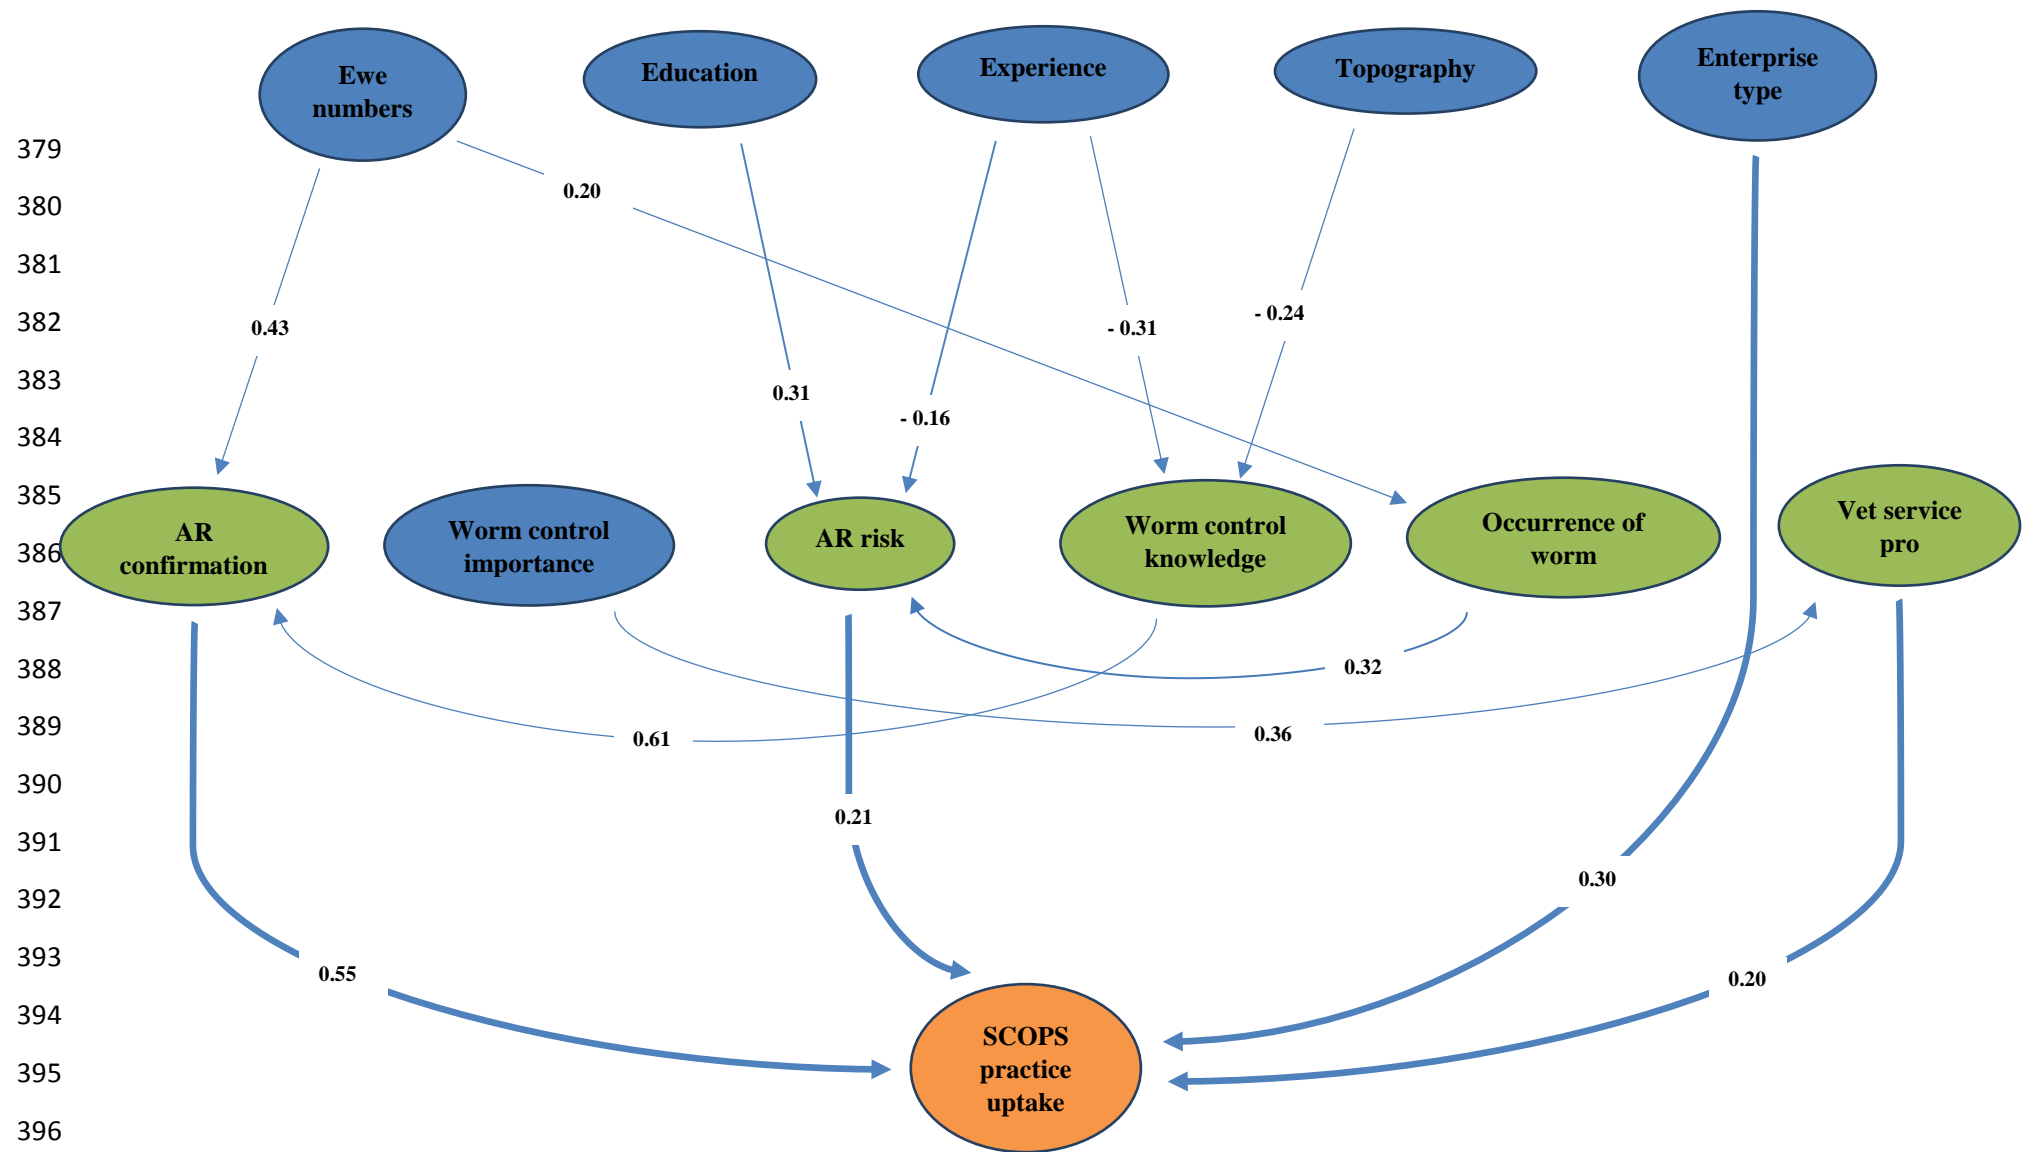 Ewe
numbers
Education
Experience
Topography
Enterprise
type
379
0.20
380
381
382
0.43
- 0.31
- 0.24
383
0.31
- 0.16
384
385
AR
confirmation
Worm control
importance
AR risk
Worm control
knowledge
Occurrence of
worm
Vet service
pro
386
387
388
0.32
389
0.61
0.36
390
0.21
391
0.30
392
393
0.55
0.20
394
SCOPS
practice
uptake
395
396